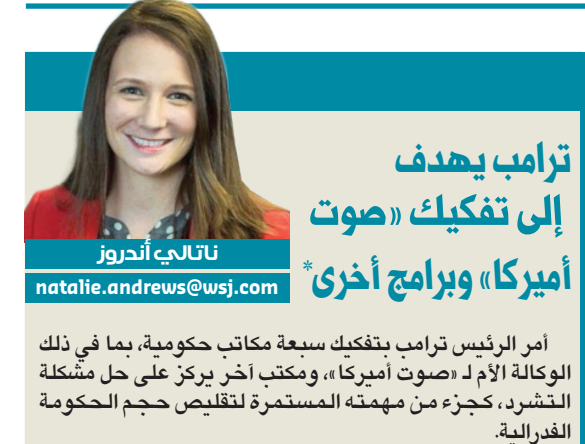 ترامب يهدف
إلى تفكيك «صوت
أميركا» وبرامج أخرى*
ناتالي أندروز
natalie.andrews@wsj.com
أمر الرئيس ترامب بتفكيك سبعة مكاتب حكومية، بما في ذلك
الوكالة الأم لـ «صوت أميركا»، ومكتب آخر يركز على حل مشكلة
التشرد، كجزء من مهمته المستمرة لتقليص حجم الحكومة
الفدرالية.